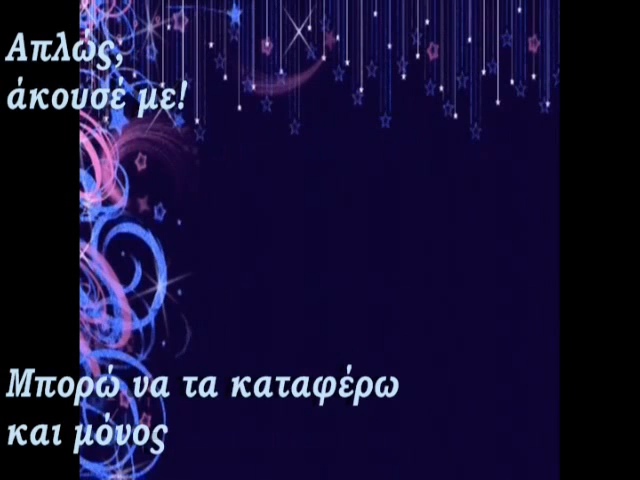 Απλώς,
άκουσέ με!
Μπορώ να τα καταφέρω
και μόνος